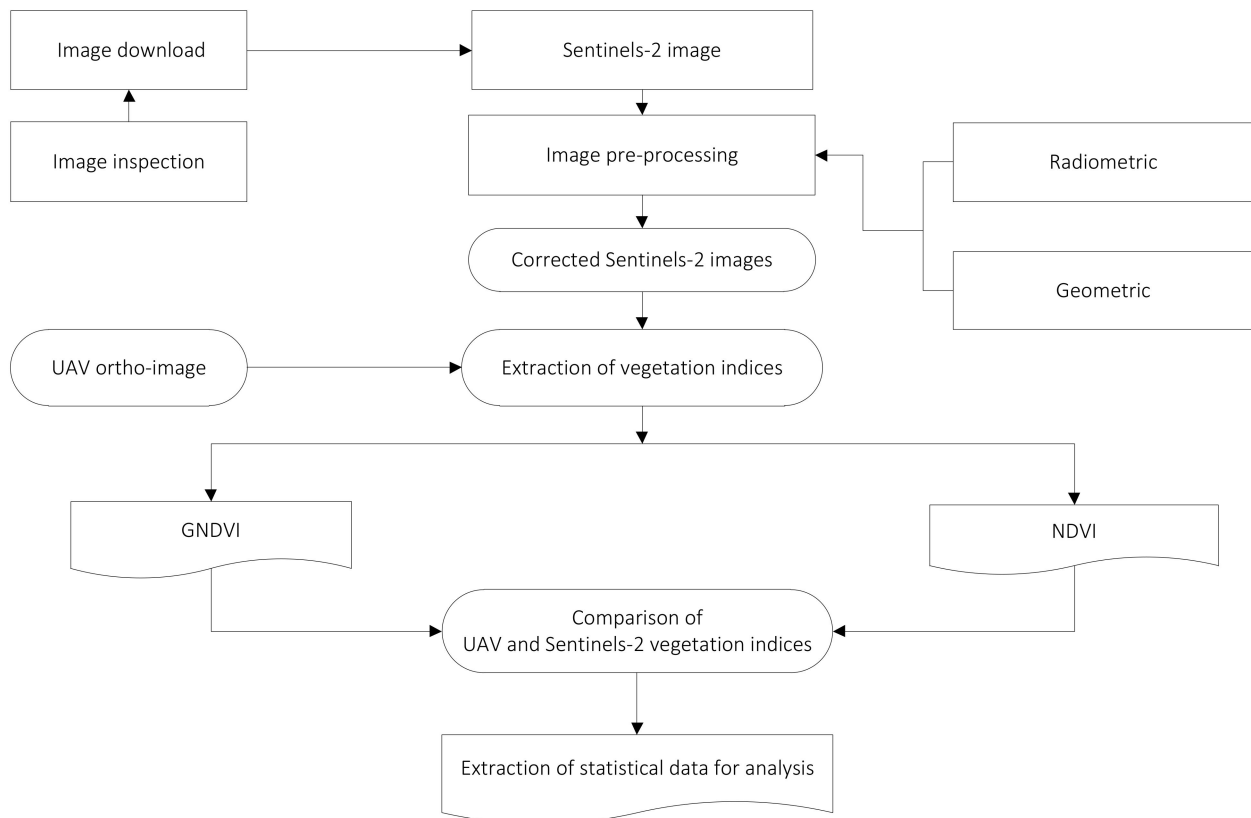 Image download
Sentinels-2 image
Image inspection
Image pre-processing
Radiometric
Corrected Sentinels-2 images
Geometric
UAV ortho-image
Extraction of vegetation indices
GNDVI
NDVI
Comparison of
UAV and Sentinels-2 vegetation indices
Extraction of statistical data for analysis